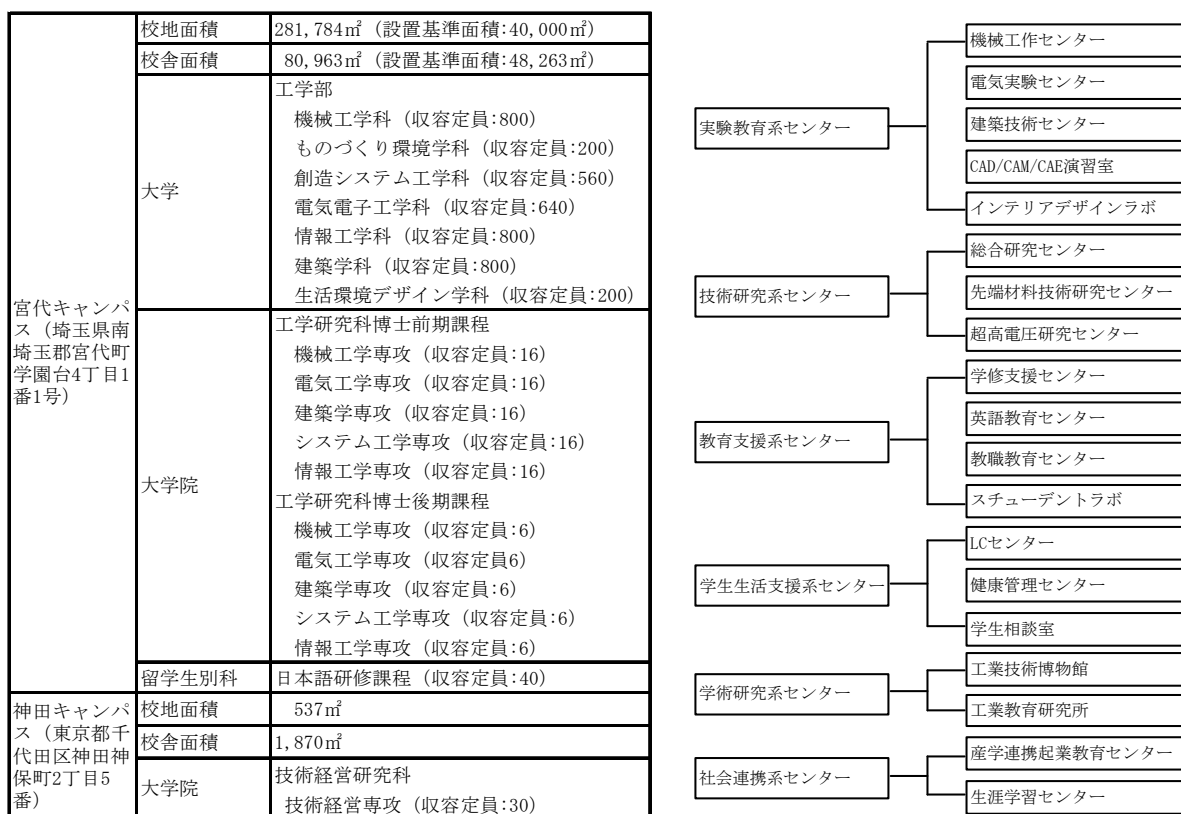 宮代キャンパ
ス（埼玉県南
埼玉郡宮代町
学園台4丁目1
番1号）
校地面積
281,784㎡（設置基準面積:40,000㎡）
校舎面積
80,963㎡（設置基準面積:48,263㎡）
大学
工学部
機械工学科（収容定員:800）
ものづくり環境学科（収容定員:200）
創造システム工学科（収容定員:560）
電気電子工学科（収容定員:640）
情報工学科（収容定員:800）
建築学科（収容定員:800）
生活環境デザイン学科（収容定員:200）
大学院
工学研究科博士前期課程
機械工学専攻（収容定員:16）
電気工学専攻（収容定員:16）
建築学専攻（収容定員:16）
システム工学専攻（収容定員:16）
情報工学専攻（収容定員:16）
工学研究科博士後期課程
機械工学専攻（収容定員:6）
電気工学専攻（収容定員6）
建築学専攻（収容定員:6）
システム工学専攻（収容定員:6）
情報工学専攻（収容定員:6）
留学生別科
日本語研修課程（収容定員:40）
神田キャンパ
ス（東京都千
代田区神田神
保町2丁目5
番）
校地面積
537㎡
校舎面積
1,870㎡
大学院
技術経営研究科
技術経営専攻（収容定員:30）
実験教育系センター
機械工作センター
電気実験センター
建築技術センター
CAD/CAM/CAE演習室
インテリアデザインラボ
技術研究系センター
総合研究センター
先端材料技術研究センター
超高電圧研究センター
教育支援系センター
学修支援センター
英語教育センター
教職教育センター
スチューデントラボ
学生生活支援系センター
LCセンター
健康管理センター
学生相談室
学術研究系センター
工業技術博物館
工業教育研究所
社会連携系センター
産学連携起業教育センター
生涯学習センター